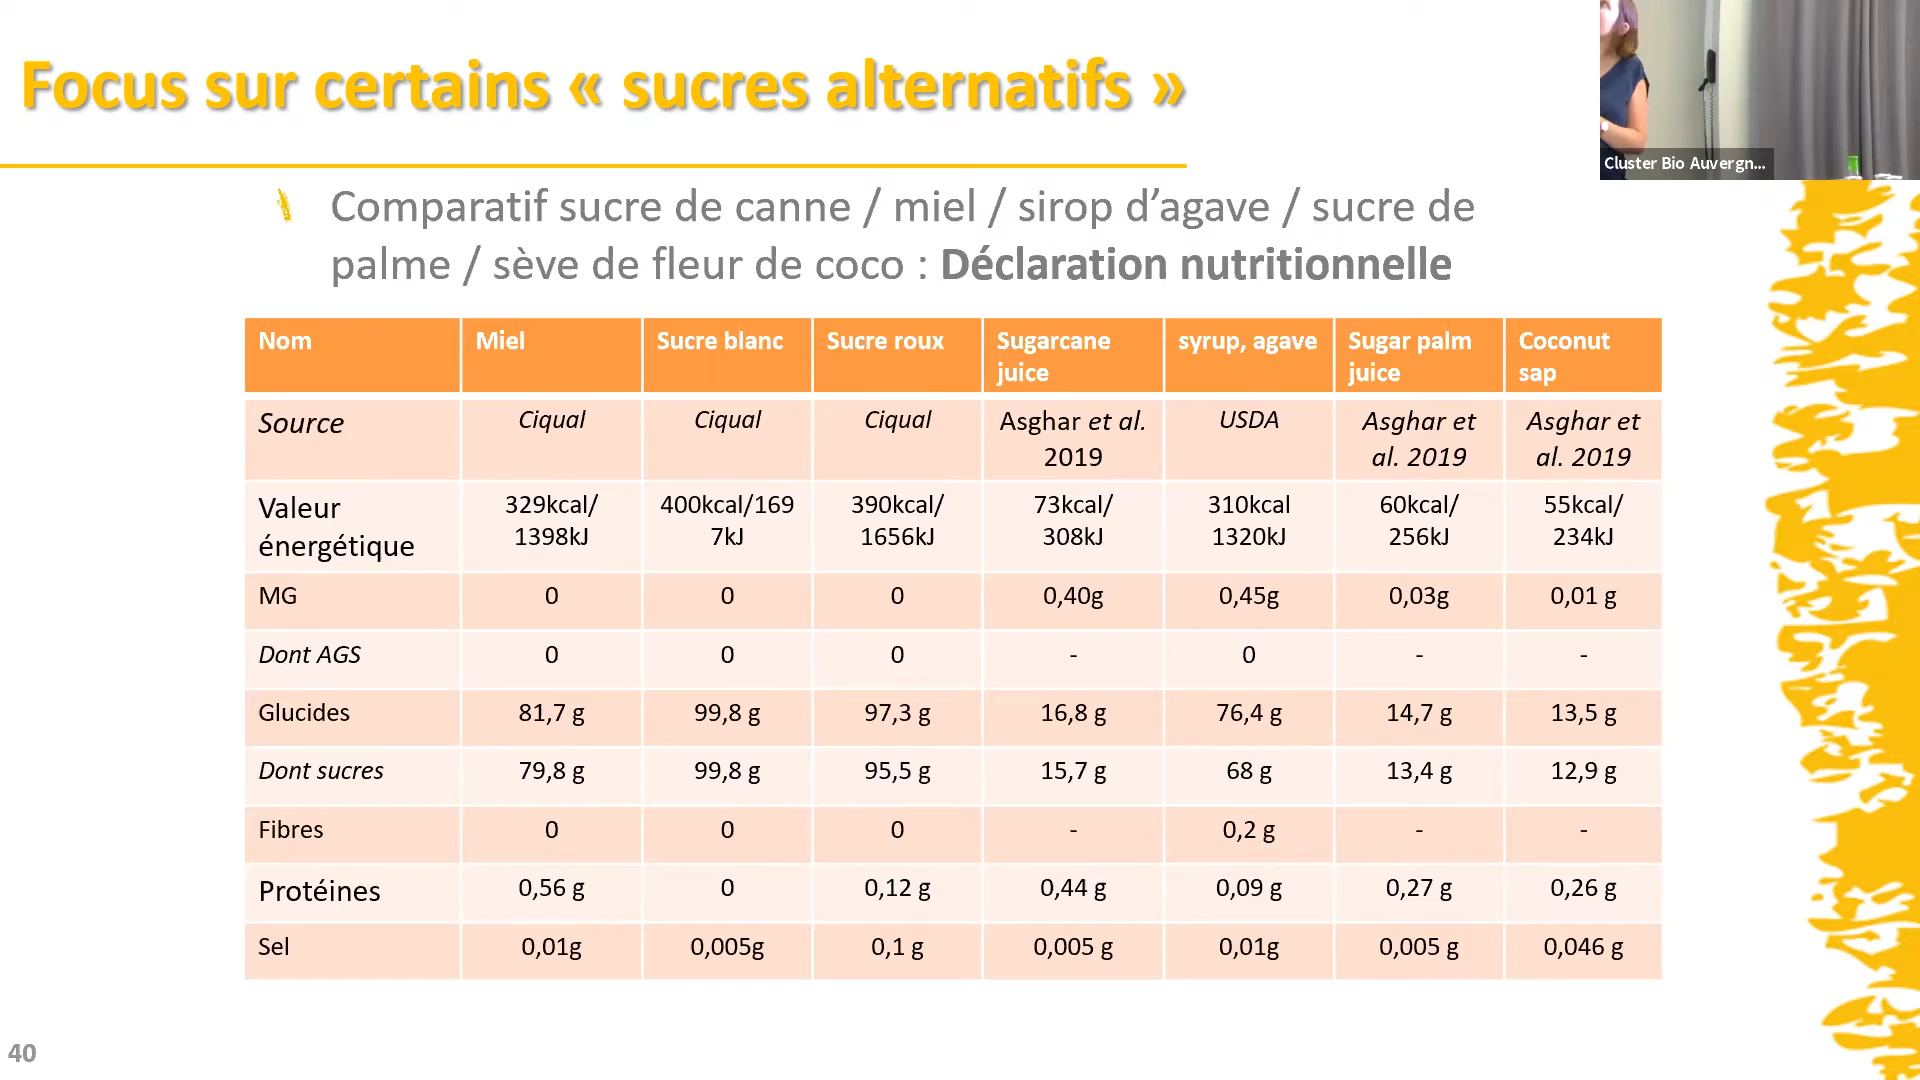 Focus sur certains « sucres alternatifs »
Cluster Bio Auvergn...
Comparatif sucre de canne / miel / sirop d’agave / sucre de
palme / sève de fleur de coco : Déclaration nutritionnelle
Nom Miel Sucre blanc Sucre roux Sugarcane juice syrup, agave Sugar palm juice Coconut sap
Source Ciqual Ciqual Ciqual Asghar et al. 2019 USDA Asghar et al. 2019 Asghar et al. 2019
Valeur énergétique 329kcal/ 1398kJ 400kcal/169 7kJ 390kcal/ 1656kJ 73kcal/ 308kJ 310kcal 1320kJ 60kcal/ 256kJ 55kcal/ 234kJ
MG 0 0 0 0,40g 0,45g 0,03g 0,01 g
Dont AGS 0 0 0 - 0 - -
Glucides 81,7 g 99,8 g 97,3 g 16,8 g 76,4 g 14,7 g 13,5 g
Dont sucres 79,8 g 99,8 g 95,5 g 15,7 g 68 g 13,4 g 12,9 g
Fibres 0 0 0 - 0,2 g - -
Protéines 0,56 g 0 0,12 g 0,44 g 0,09 g 0,27 g 0,26 g
Sel 0,01g 0,005g 0,1 g 0,005 g 0,01g 0,005 g 0,046 g
40